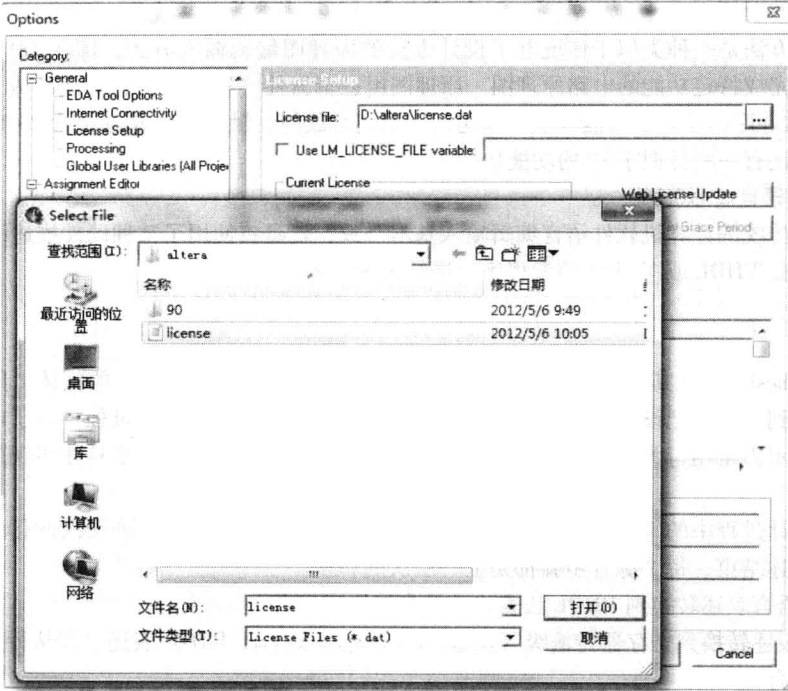 Options
Category:
General
EDA Tool Options
Internet Connectivity
License Setup
Processing
Global User Libraries (All Proje
Assignment Editor
License Setup
License file: D:\altera\license.dat
...
Use LM_LICENSE_FILE variable:
Current License
Web License Update
Grace Period
Select File
查找范围(I): altera
名称
修改日期
90 2012/5/6 9:49
license 2012/5/6 10:05
最近访问的位
置
桌面
库
计算机
网络
文件名(N): license
打开(O)
文件类型(T): License Files (*.dat)
取消
Cancel